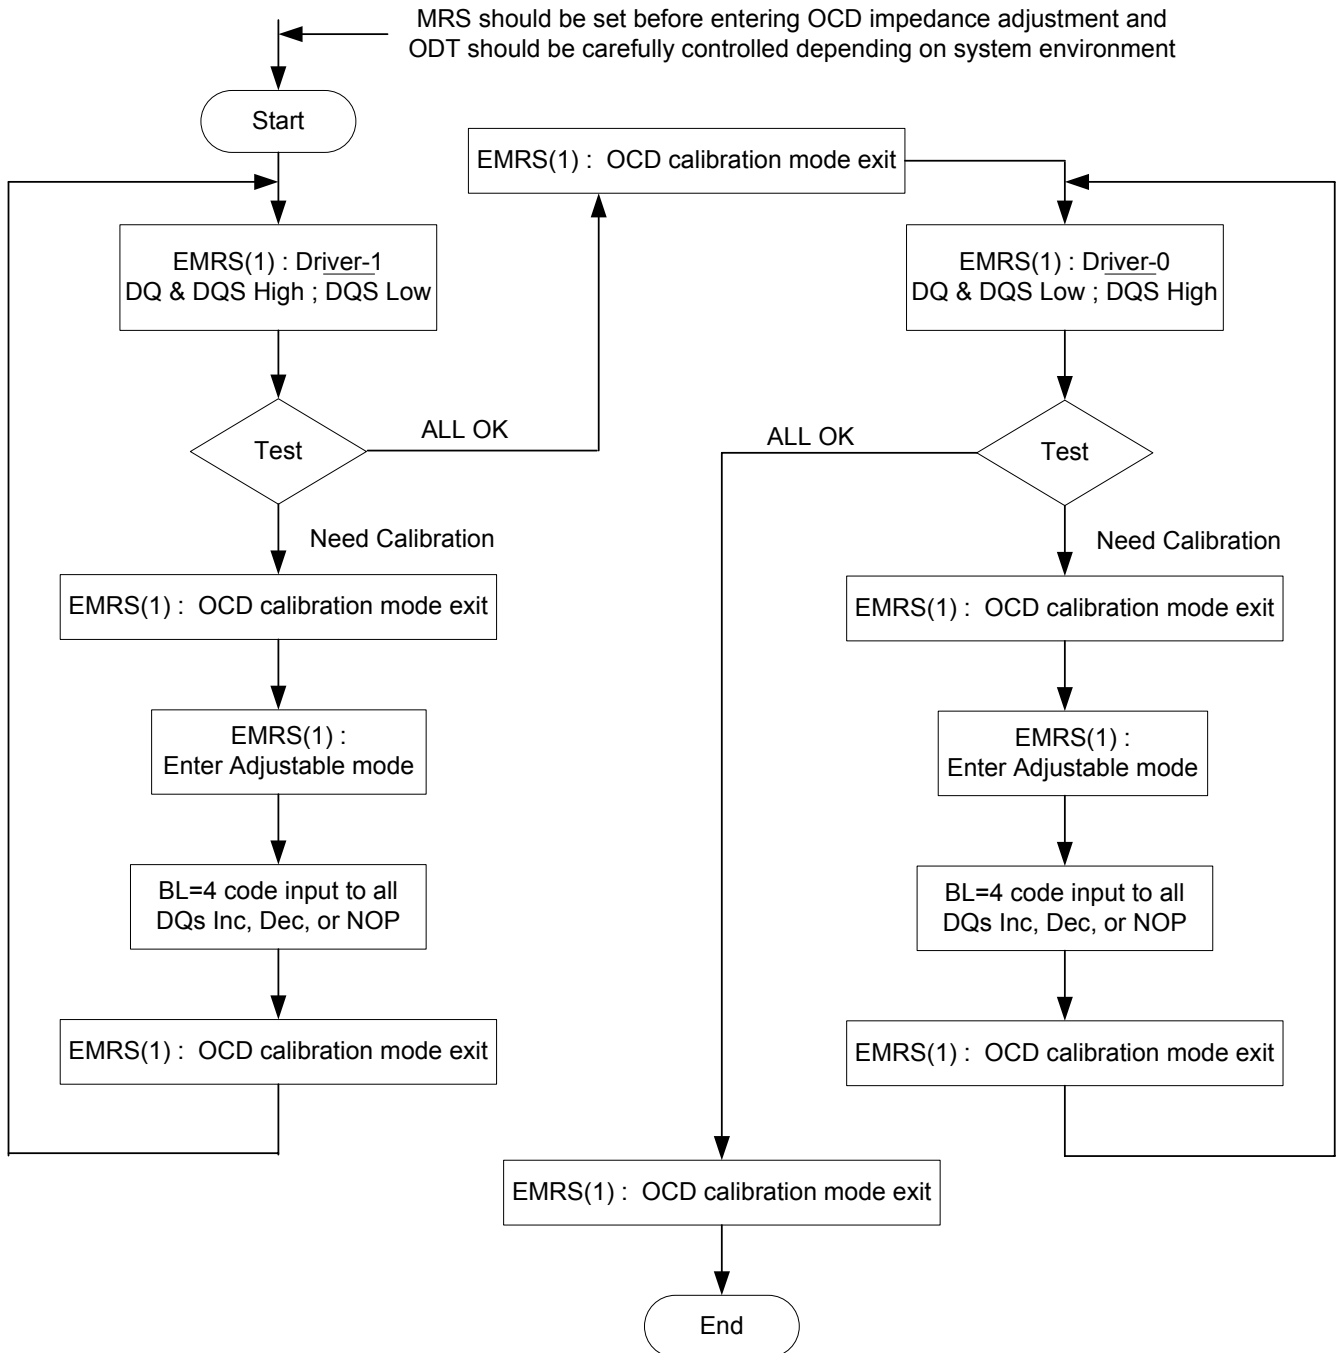 MRS should be set before entering OCD impedance adjustment and
ODT should be carefully controlled depending on system environment
Start
EMRS(1) : Driver-1
DQ & DQS High ; DQS Low
Test
ALL OK
Need Calibration
EMRS(1) : OCD calibration mode exit
EMRS(1) :
Enter Adjustable mode
BL=4 code input to all
DQs Inc, Dec, or NOP
EMRS(1) : OCD calibration mode exit
EMRS(1) : OCD calibration mode exit
EMRS(1) : Driver-0
DQ & DQS Low ; DQS High
Test
ALL OK
Need Calibration
EMRS(1) : OCD calibration mode exit
EMRS(1) :
Enter Adjustable mode
BL=4 code input to all
DQs Inc, Dec, or NOP
EMRS(1) : OCD calibration mode exit
EMRS(1) : OCD calibration mode exit
End